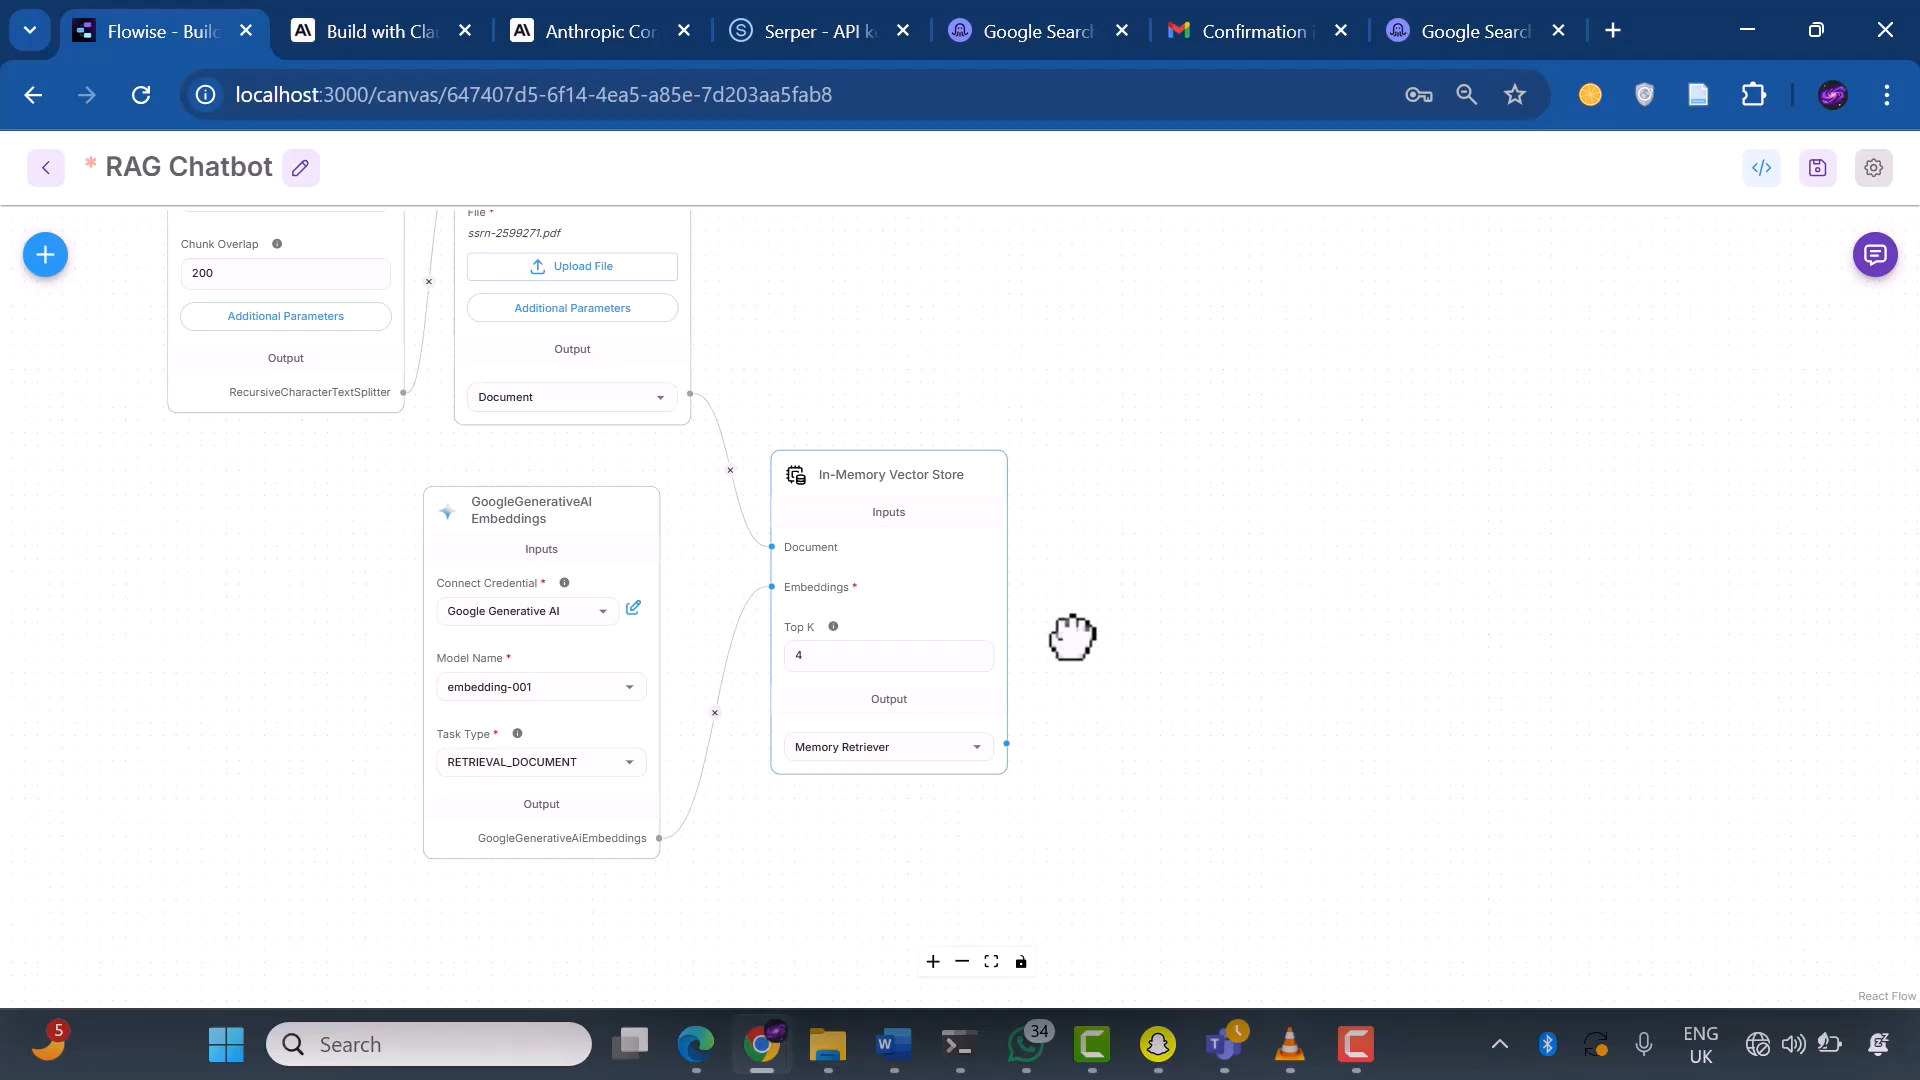 Flowise - Buil
Build with Cla
Anthropic Cor
Serper - API k
Google Search
Confirmation i
Google Search
localhost:3000/canvas/647407d5-6f14-4ea5-a85e-7d203aa5fab8
* RAG Chatbot
Chunk Overlap
200
Additional Parameters
Output
RecursiveCharacterTextSplitter
File *
ssrn-2599271.pdf
Upload File
Additional Parameters
Output
Document
GoogleGenerativeAI
Embeddings
Inputs
Connect Credential *
Google Generative AI
Model Name *
embedding-001
Task Type *
RETRIEVAL_DOCUMENT
Output
GoogleGenerativeAiEmbeddings
In-Memory Vector Store
Inputs
Document
Embeddings *
Top K
4
Output
Memory Retriever
React Flow
5
Search
34
ENG
UK